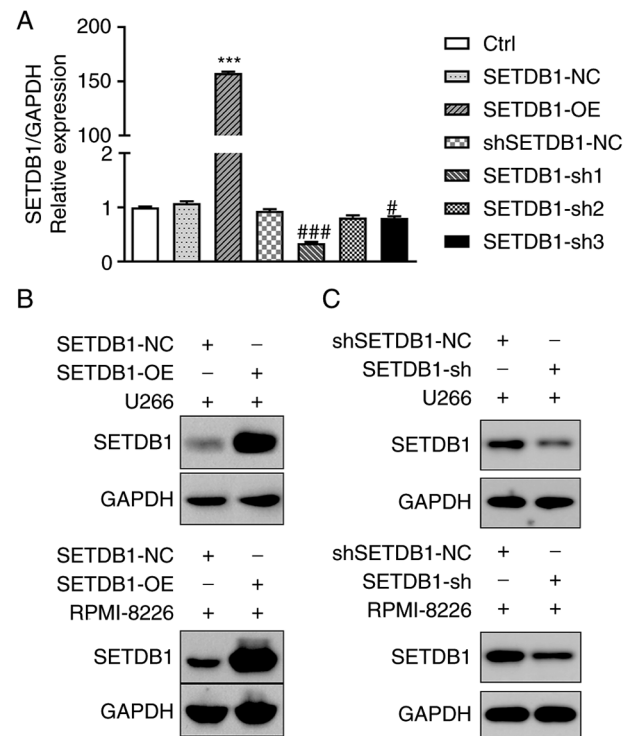 A
SETDB1/GAPDH
Relative expression
200
150
100
2
1
0
***
###
#
Ctrl
SETDB1-NC
SETDB1-OE
shSETDB1-NC
SETDB1-sh1
SETDB1-sh2
SETDB1-sh3
B
SETDB1-NC + –
SETDB1-OE – +
U266 + +
SETDB1
GAPDH
SETDB1-NC + –
SETDB1-OE – +
RPMI-8226 + +
SETDB1
GAPDH
C
shSETDB1-NC + –
SETDB1-sh – +
U266 + +
SETDB1
GAPDH
shSETDB1-NC + –
SETDB1-sh – +
RPMI-8226 + +
SETDB1
GAPDH